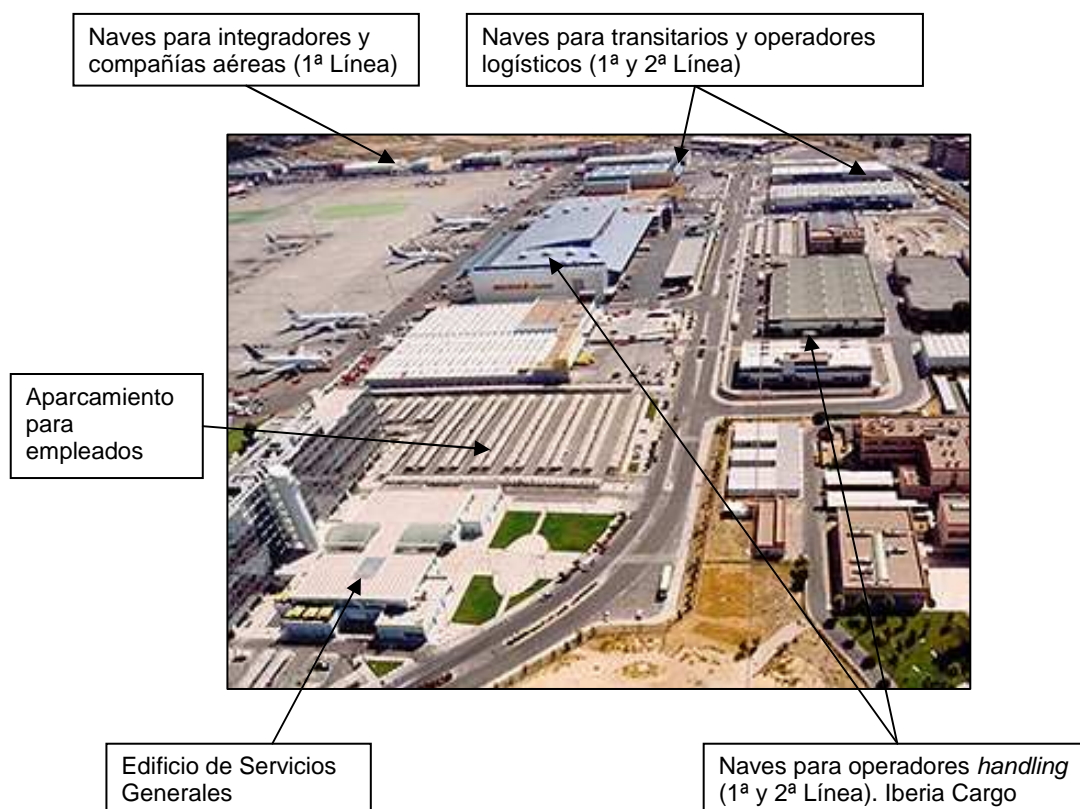 Naves para integradores y
compañías aéreas (1ª Línea)
Naves para transitarios y operadores
logísticos (1ª y 2ª Línea)
Aparcamiento
para
empleados
Edificio de Servicios
Generales
Naves para operadores handling
(1ª y 2ª Línea). Iberia Cargo